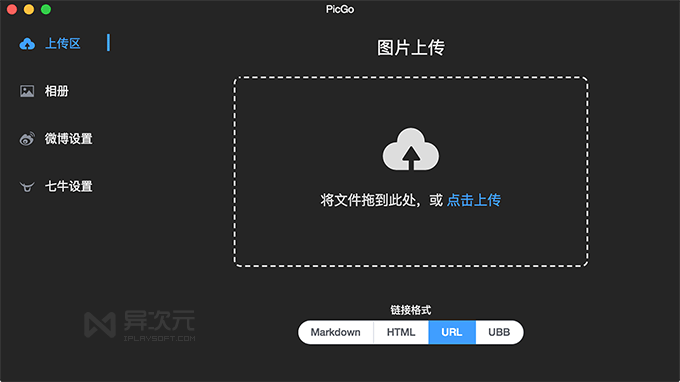 PicGo
上传区
相册
微博设置
七牛设置
图片上传
将文件拖到此处，或 点击上传
链接格式
Markdown HTML URL UBB
异次元
IPLAYSOFT.COM